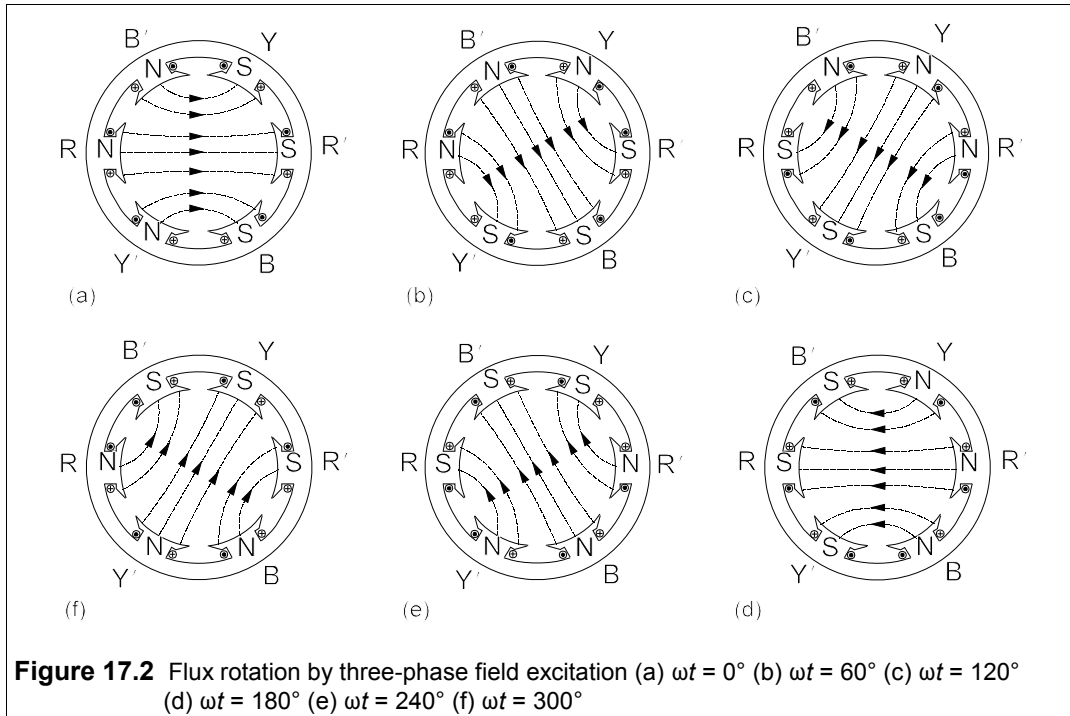 B′ Y B′ Y B′ Y
N S N N N N
R N S R′ R N S R′ R S N R′
N S S S S S
Y′ B Y′ B Y′ B
(a) (b) (c)
B′ Y B′ Y B′ Y
S S S S S N
R N S R′ R S N R′ R S N R′
N N N N S N
Y′ B Y′ B Y′ B
(f) (e) (d)
Figure 17.2 Flux rotation by three-phase field excitation (a) ωt = 0° (b) ωt = 60° (c) ωt = 120°
(d) ωt = 180° (e) ωt = 240° (f) ωt = 300°